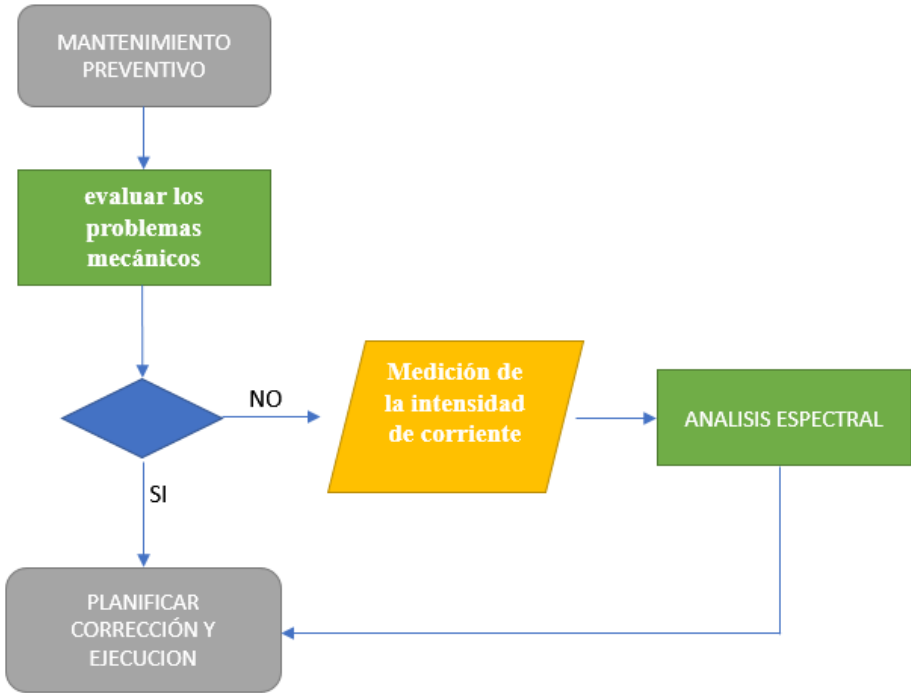 MANTENIMIENTO
PREVENTIVO
evaluar los
problemas
mecánicos
NO
Medición de
la intensidad
de corriente
ANALISIS ESPECTRAL
SI
PLANIFICAR
CORRECCIÓN Y
EJECUCION